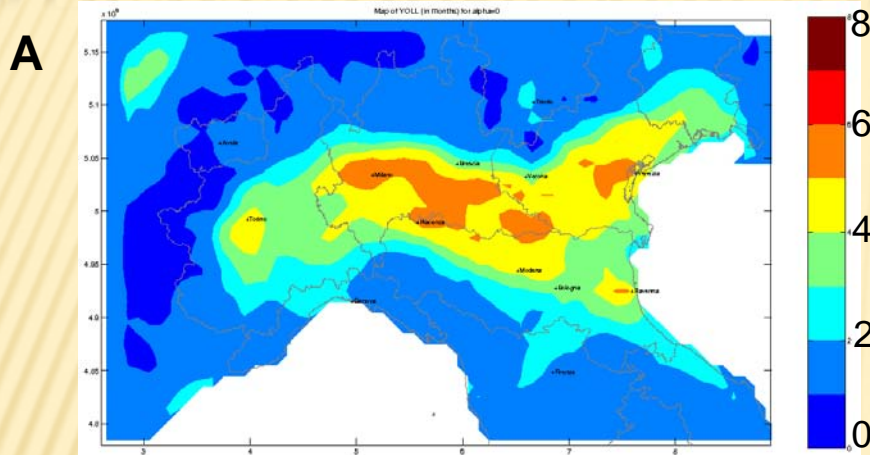 A
Map of YOLL (in months) for alpha=0
8
5.15
5.1
Trento
6
Aosta
5.05
Brescia
Milano
Verona
Venezia
5
Torino
Piacenza
4
4.95
Modena
Bologna
Ravenna
Genova
4.9
2
4.85
Firenze
4.8
0
3 4 5 6 7 8